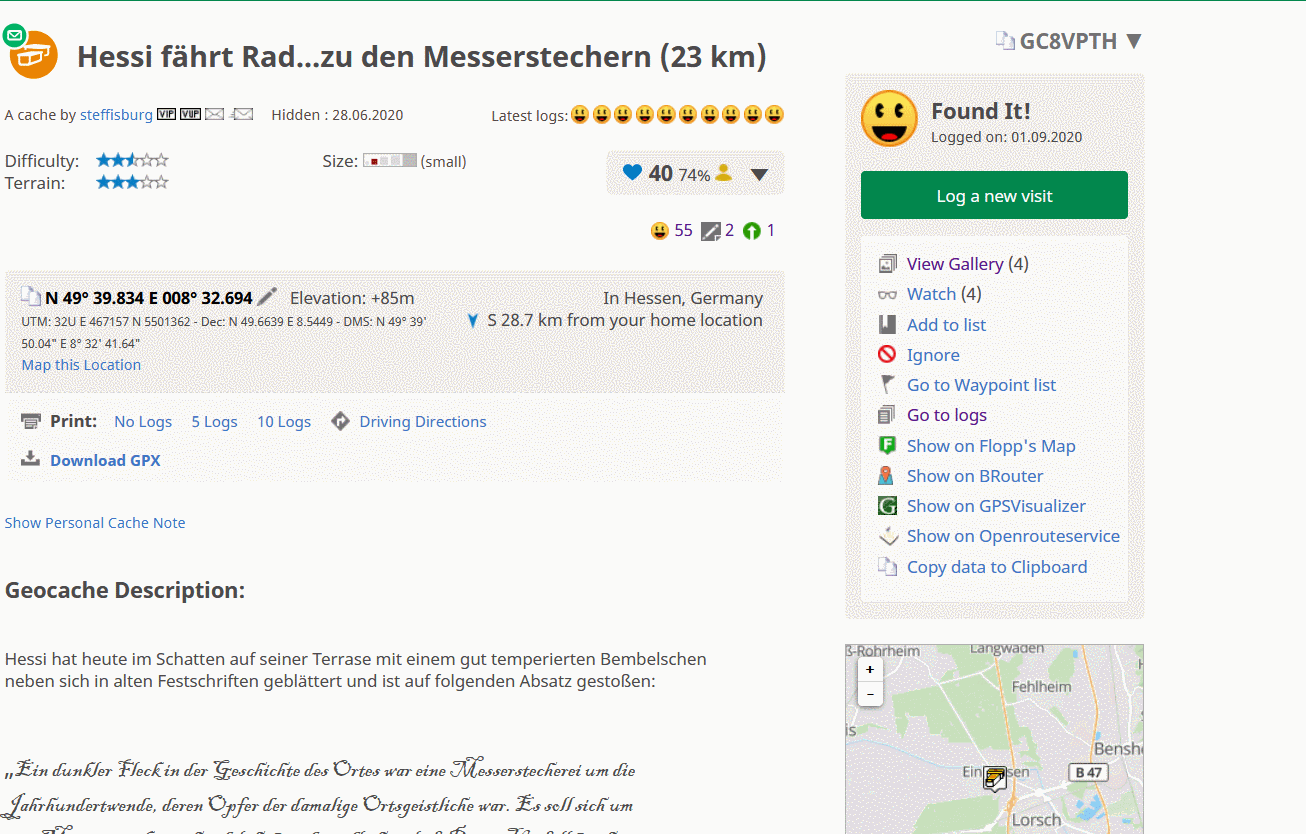 Hessi fährt Rad...zu den Messerstechern (23 km)
GC8VPTH
A cache by steffisburg VIP VUP Hidden : 28.06.2020
Latest logs:
Difficulty:
Size: (small)
Terrain:
40 74%
55 2 1
Found It!
Logged on: 01.09.2020
Log a new visit
N 49° 39.834 E 008° 32.694 Elevation: +85m
In Hessen, Germany
UTM: 32U E 467157 N 5501362 - Dec: N 49.6639 E 8.5449 - DMS: N 49° 39'
50.04" E 8° 32' 41.64"
S 28.7 km from your home location
Map this Location
Print: No Logs 5 Logs 10 Logs Driving Directions
Download GPX
Show Personal Cache Note
View Gallery (4)
Watch (4)
Add to list
Ignore
Go to Waypoint list
Go to logs
Show on Flopp's Map
Show on BRouter
Show on GPSVisualizer
Show on Openrouteservice
Copy data to Clipboard
Geocache Description:
Hessi hat heute im Schatten auf seiner Terrase mit einem gut temperierten Bembelschen
neben sich in alten Festschriften geblättert und ist auf folgenden Absatz gestoßen:
„Ein dunkler Fleck in der Geschichte des Ortes war eine Messerstecherei um die
Jahrhundertwende, deren Opfer der damalige Ortsgeistliche war. Es soll sich um
ß-Rohrheim
Langwaden
+
-
Fehlheim
is
Bensh
Ein sen
B 47
Lorsch